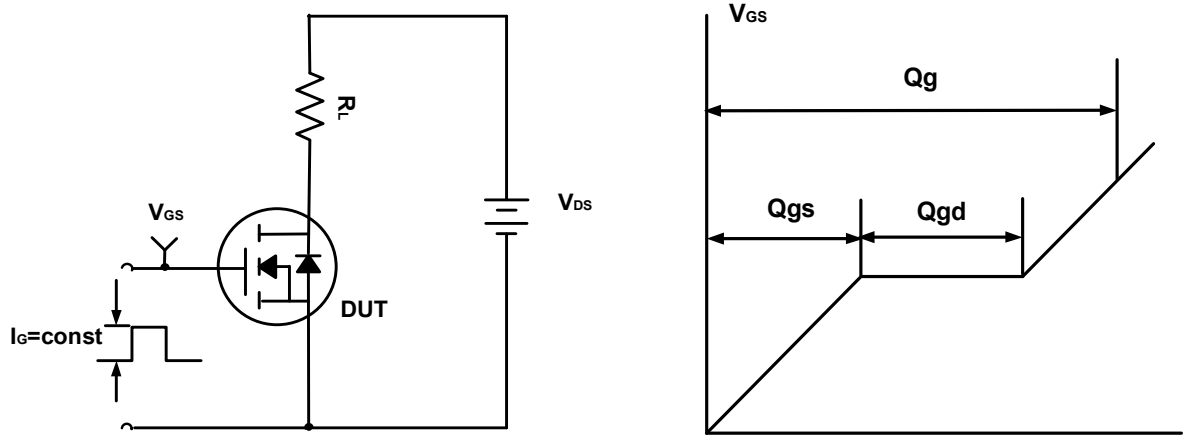 RL
VGS
VDS
DUT
IG=const
VGS
Qg
Qgs
Qgd